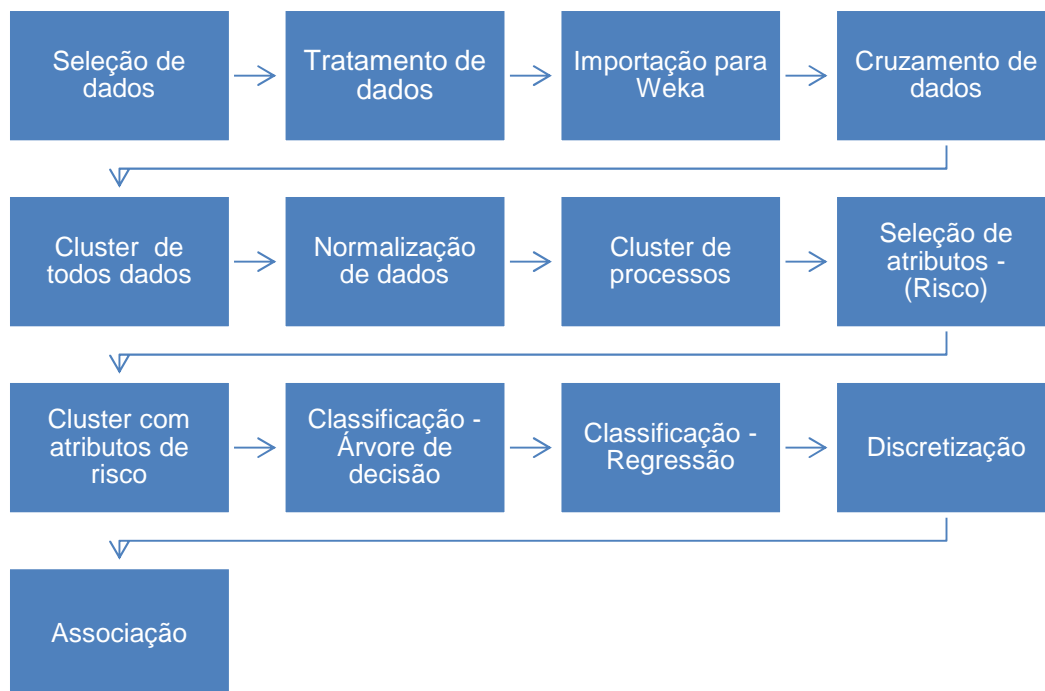 Seleção de
dados
Tratamento de
dados
Importação para
Weka
Cruzamento de
dados
Cluster de
todos dados
Normalização
de dados
Cluster de
processos
Seleção de
atributos -
(Risco)
Cluster com
atributos de
risco
Classificação -
Árvore de
decisão
Classificação -
Regressão
Discretização
Associação